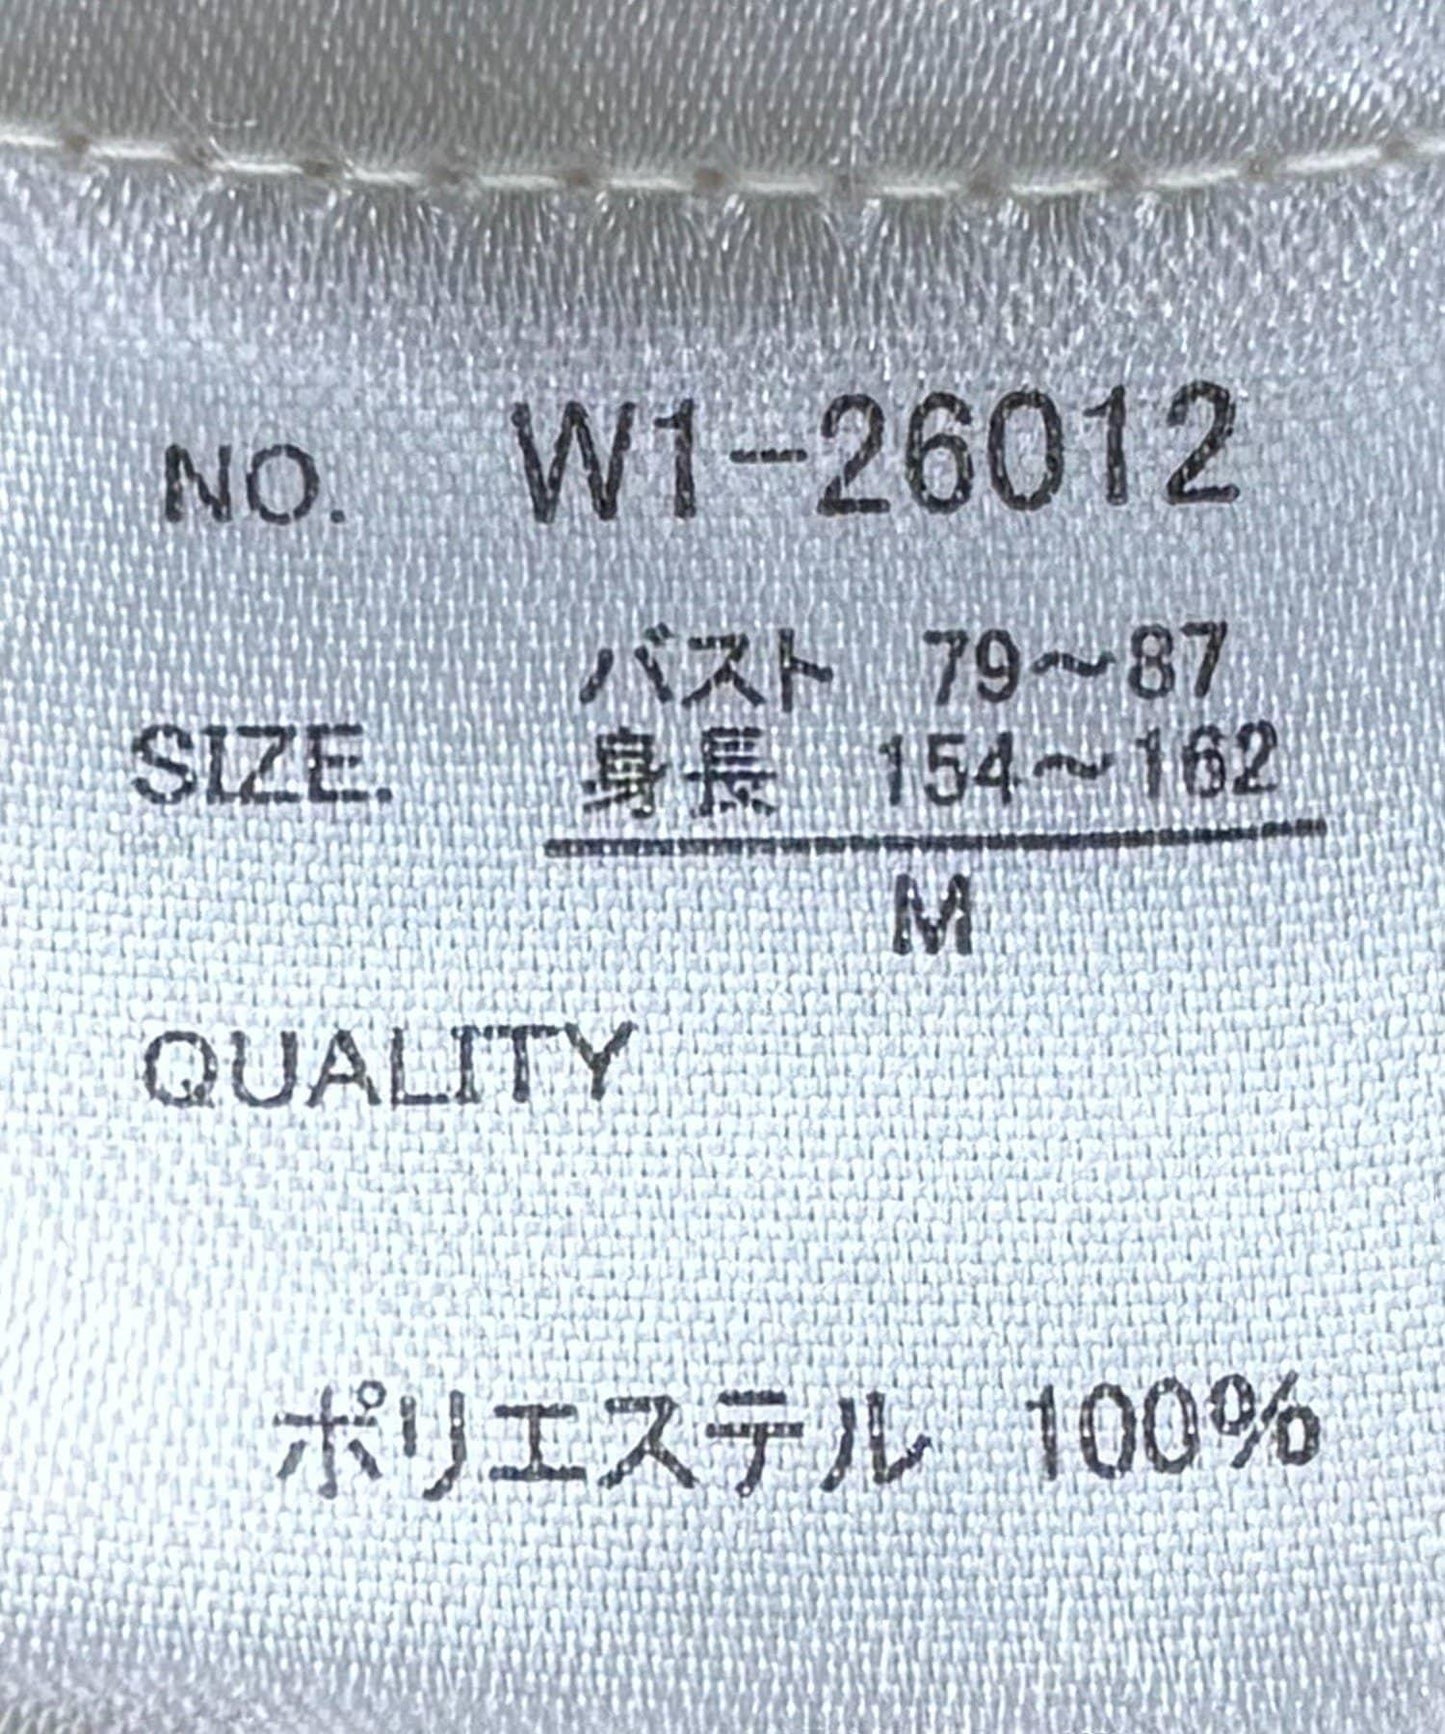 NO. W1-26012
バスト 79～87
SIZE. 身長 154～162
M
QUALITY
ポリエステル 100%